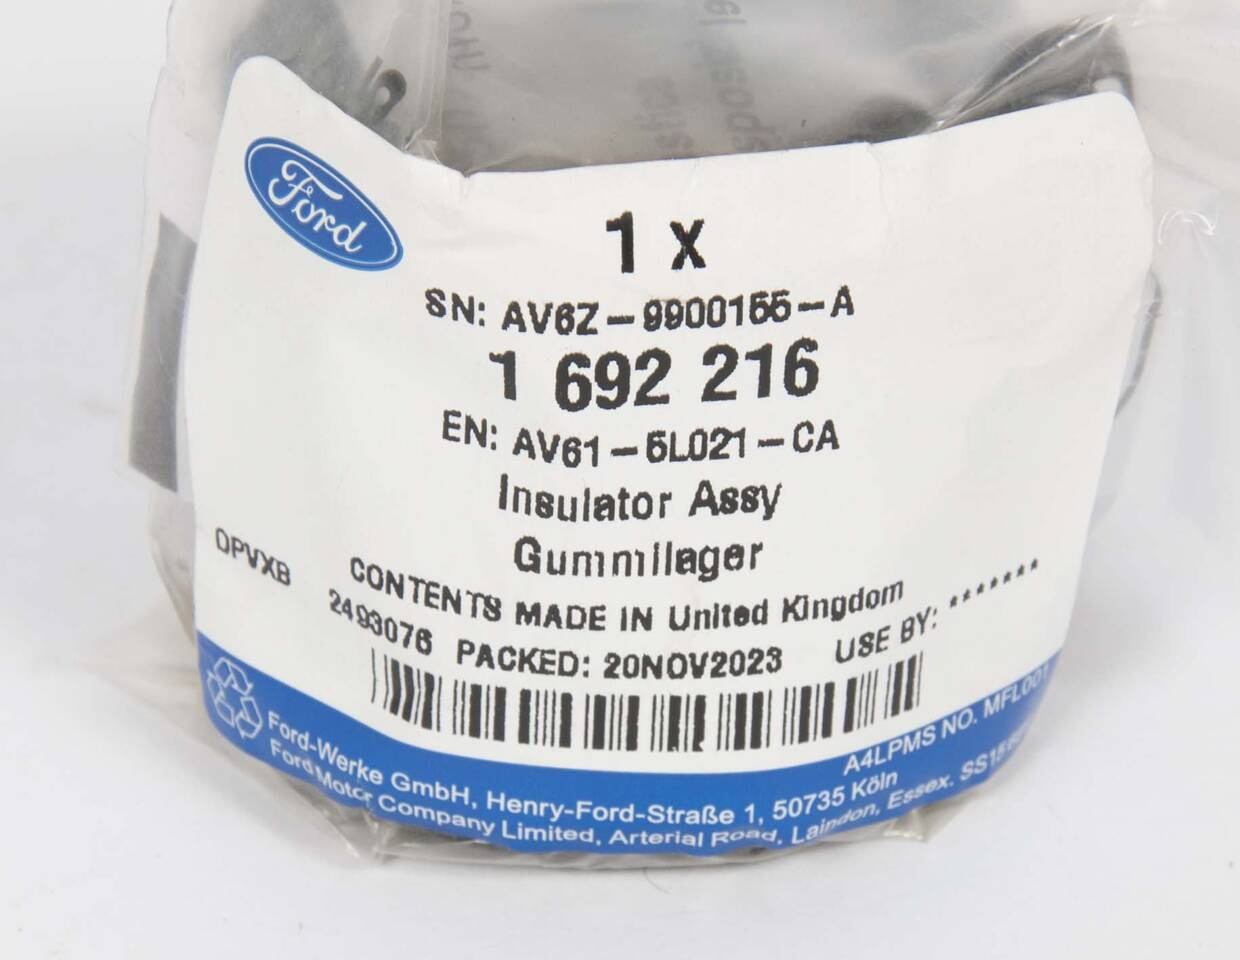 Ford
1 X
SN: AV6Z-9900155-A
1 692 216
EN: AV61-5L021-CA
Insulator Assy
Gummilager
OPVXB
CONTENTS MADE IN United Kingdom
2493076 PACKED: 20NOV2023 USE BY: *******
A4LPMS NO. MFL001
Ford-Werke GmbH, Henry-Ford-Straße 1, 50735 Köln
Ford Motor Company Limited, Arterial Road, Laindon, Essex.